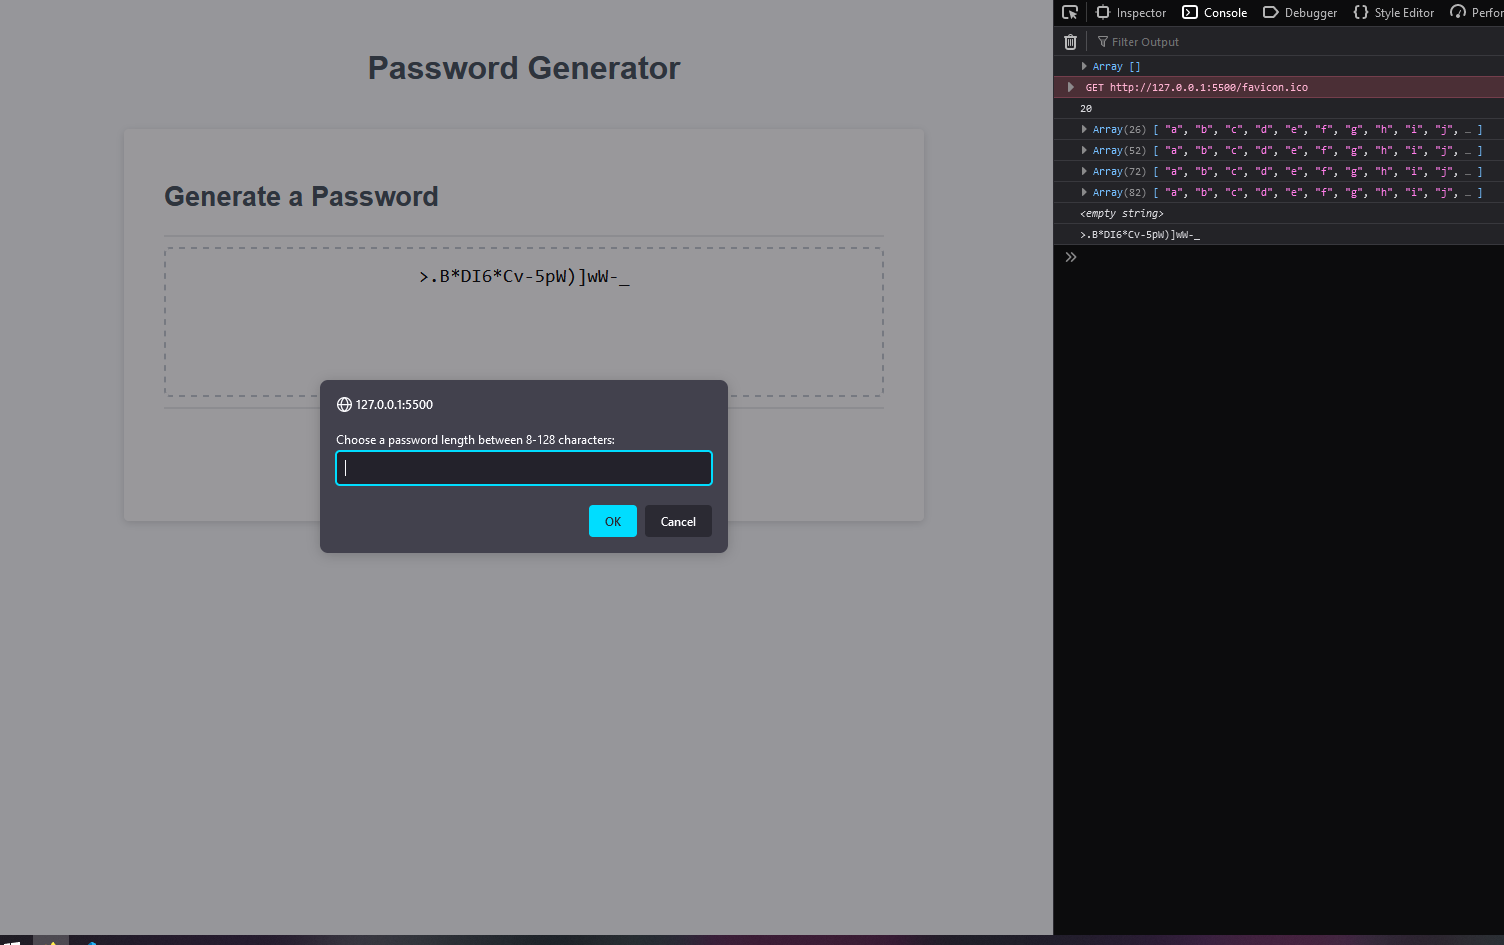 Password Generator
Generate a Password
>.B*DI6*Cv-5pW)]wW-_
127.0.0.1:5500
Choose a password length between 8-128 characters:
OK
Cancel
Inspector Console Debugger Style Editor Perfor
Filter Output
Array []
GET http://127.0.0.1:5500/favicon.ico
20
Array(26) [ "a", "b", "c", "d", "e", "f", "g", "h", "i", "j", … ]
Array(52) [ "a", "b", "c", "d", "e", "f", "g", "h", "i", "j", … ]
Array(72) [ "a", "b", "c", "d", "e", "f", "g", "h", "i", "j", … ]
Array(82) [ "a", "b", "c", "d", "e", "f", "g", "h", "i", "j", … ]
<empty string>
>.B*DI6*Cv-5pW)]wW-_